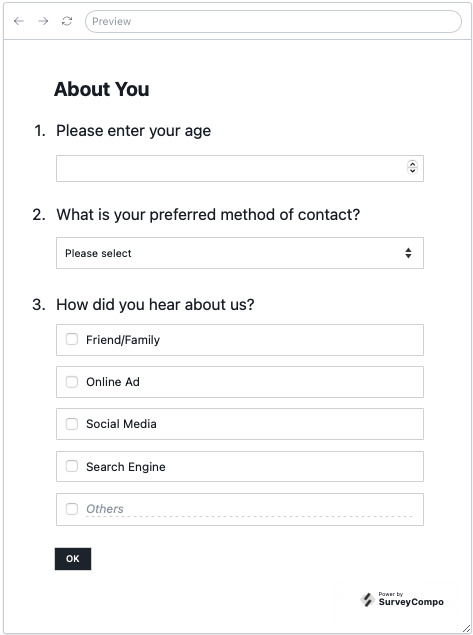 Preview
About You
1. Please enter your age
2. What is your preferred method of contact?
Please select
3. How did you hear about us?
Friend/Family
Online Ad
Social Media
Search Engine
Others
OK
Power by
SurveyCompo